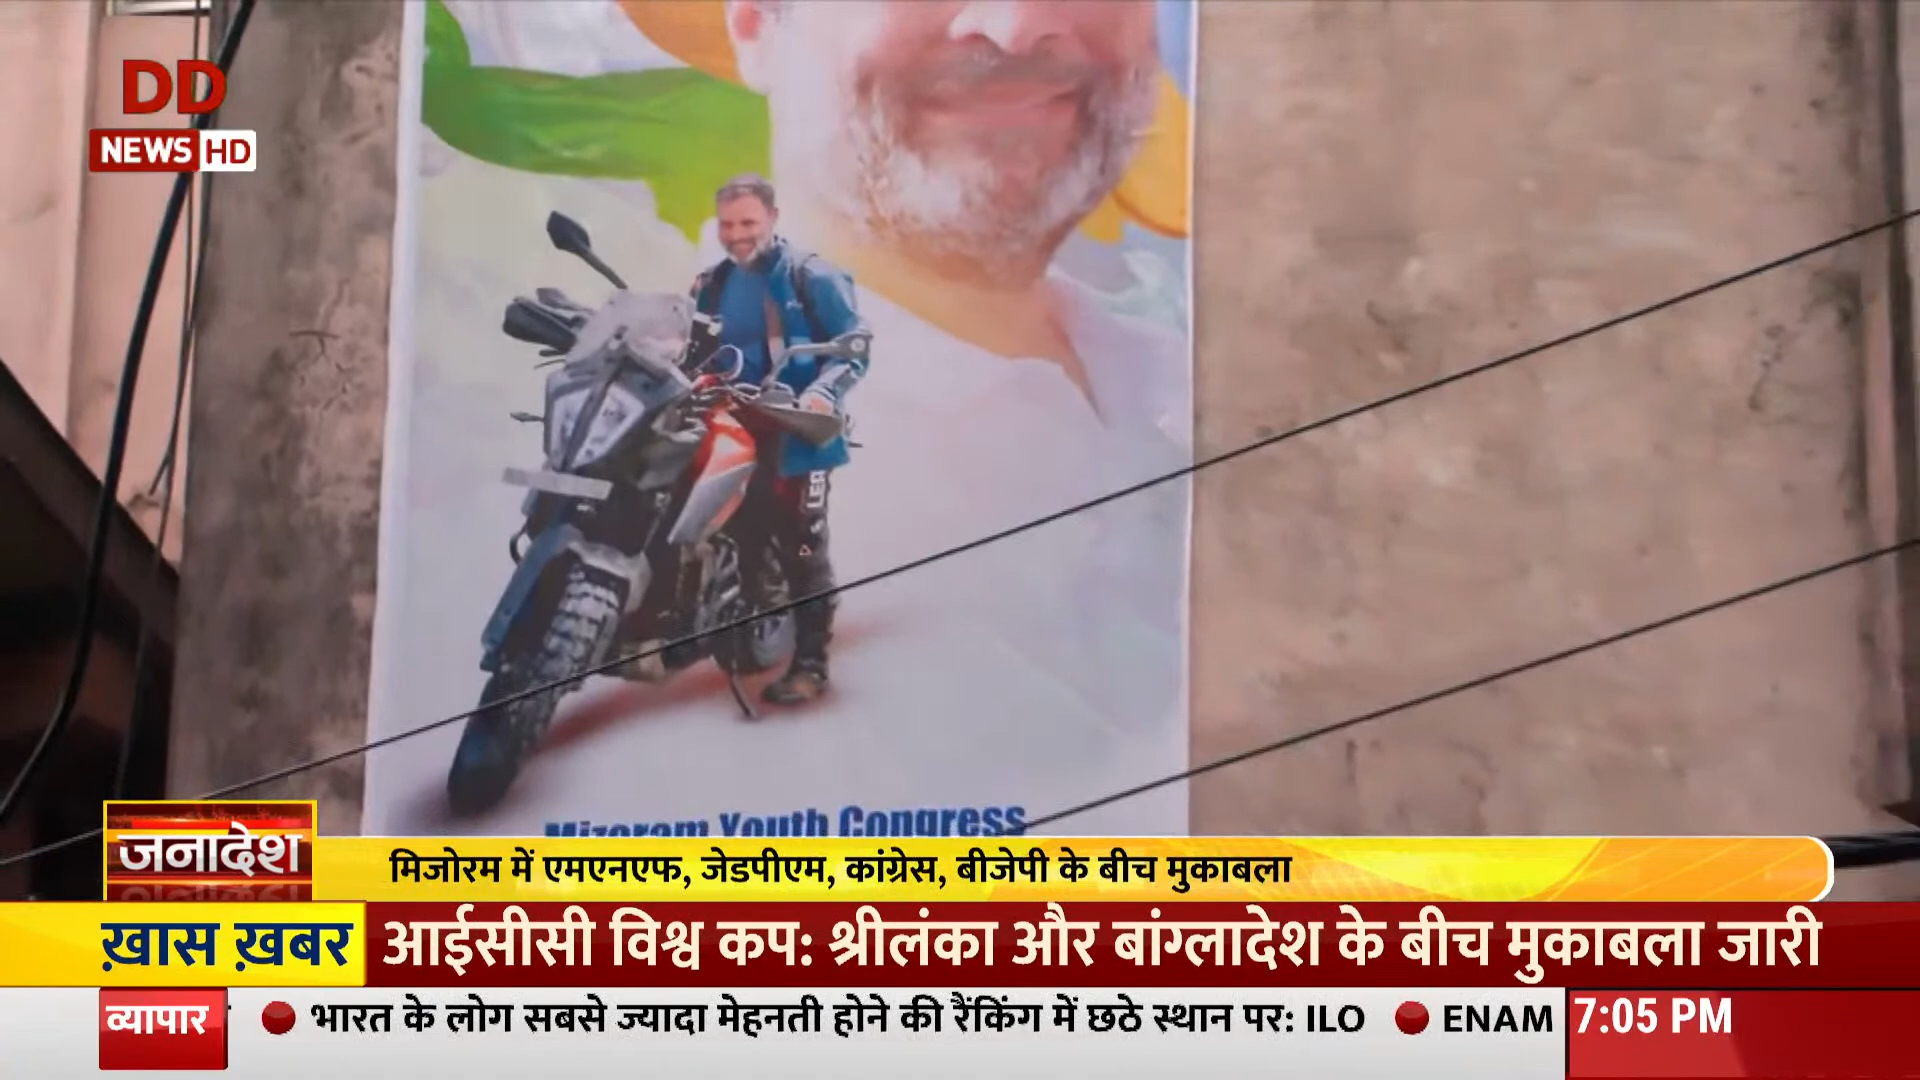 DD
NEWS HD
LEA
Mizoram Youth Congress
जनादेश
मिजोरम में एमएनएफ, जेडपीएम, कांग्रेस, बीजेपी के बीच मुकाबला
ख़ास ख़बर
आईसीसी विश्व कप: श्रीलंका और बांग्लादेश के बीच मुकाबला जारी
व्यापार
भारत के लोग सबसे ज्यादा मेहनती होने की रैंकिंग में छठे स्थान पर: ILO
ENAM
7:05 PM